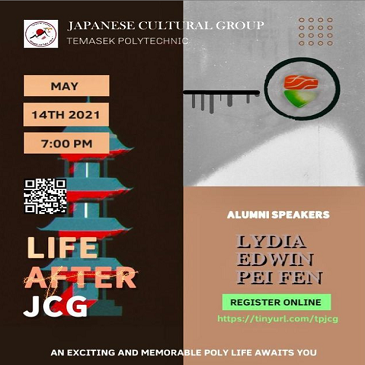 JAPANESE CULTURAL GROUP
TEMASEK POLYTECHNIC
MAY
14TH 2021
7:00 PM
LIFE
AFTER
JCG
ALUMNI SPEAKERS
LYDIA
EDWIN
PEI FEN
REGISTER ONLINE
https://tinyurl.com/tpjcg
AN EXCITING AND MEMORABLE POLY LIFE AWAITS YOU